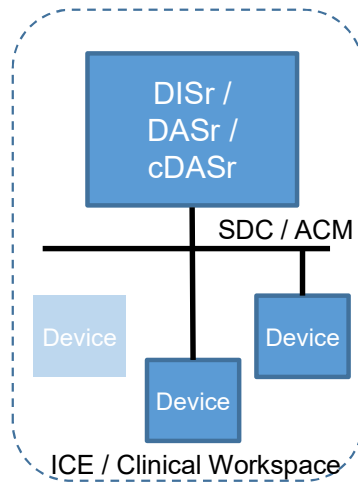 DISr /
DASr /
cDASr
SDC / ACM
Device
Device
Device
ICE / Clinical Workspace